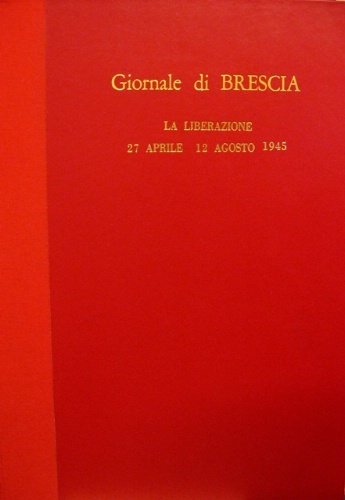 Giornale di BRESCIA
LA LIBERAZIONE
27 APRILE 12 AGOSTO 1945